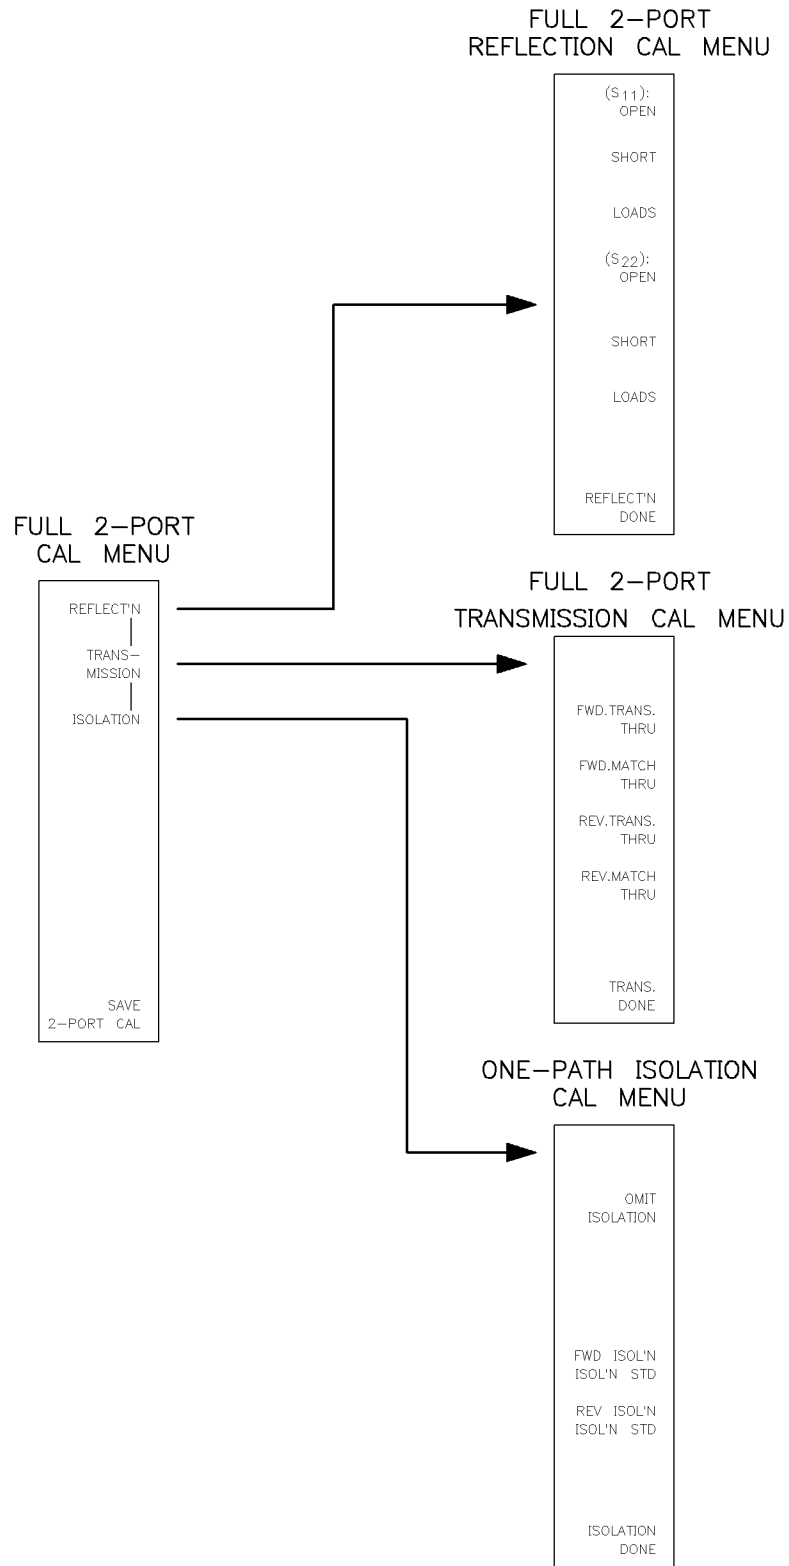 FULL 2-PORT
REFLECTION CAL MENU
(S11):
OPEN
SHORT
LOADS
(S22):
OPEN
SHORT
LOADS
REFLECT'N
DONE
FULL 2-PORT
CAL MENU
REFLECT'N
TRANS-
MISSION
ISOLATION
SAVE
2-PORT CAL
FULL 2-PORT
TRANSMISSION CAL MENU
FWD.TRANS.
THRU
FWD.MATCH
THRU
REV.TRANS.
THRU
REV.MATCH
THRU
TRANS.
DONE
ONE-PATH ISOLATION
CAL MENU
OMIT
ISOLATION
FWD ISOL'N
ISOL'N STD
REV ISOL'N
ISOL'N STD
ISOLATION
DONE